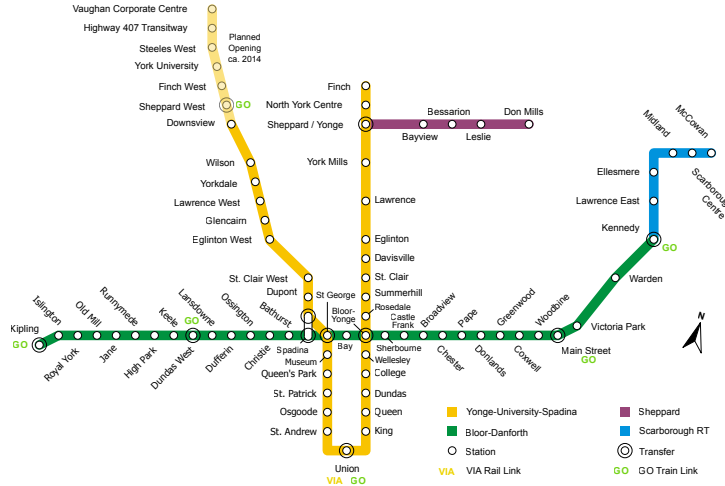 Vaughan Corporate Centre
Highway 407 Transitway
Steeles West
Planned
Opening
ca. 2014
York University
Finch West
Sheppard West
GO
Downsview
Wilson
Yorkdale
Lawrence West
Glencairn
Eglinton West
St. Clair West
Dupont
Finch
North York Centre
Sheppard / Yonge
Bessarion
Don Mills
Bayview
Leslie
York Mills
Lawrence
Eglinton
Davisville
St. Clair
Summerhill
Rosedale
Castle
Frank
Midland
McCowan
Scarborough
Centre
Ellesmere
Lawrence East
Kennedy
GO
Warden
Victoria Park
Main Street
GO
Kipling
GO
Islington
Royal York
Old Mill
Jane
Runnymede
High Park
Keele
Dundas West
GO
Lansdowne
Dufferin
Ossington
Christie
Bathurst
Spadina
St George
Bay
Bloor-
Yonge
Sherbourne
Broadview
Chester
Pape
Donlands
Greenwood
Coxwell
Woodbine
Museum
Queen's Park
St. Patrick
Osgoode
St. Andrew
Wellesley
College
Dundas
Queen
King
Union
VIA GO
Yonge-University-Spadina
Bloor-Danforth
Station
VIA VIA Rail Link
Sheppard
Scarborough RT
Transfer
GO GO Train Link
N